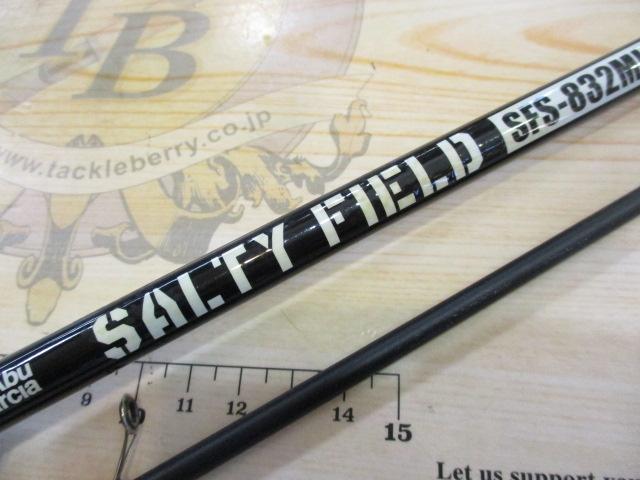 TB
www.tackleberry.co.jp
SALTY FIELD
SFS-832M
Abu
Garcia
9 11 12 14 15
Let us support